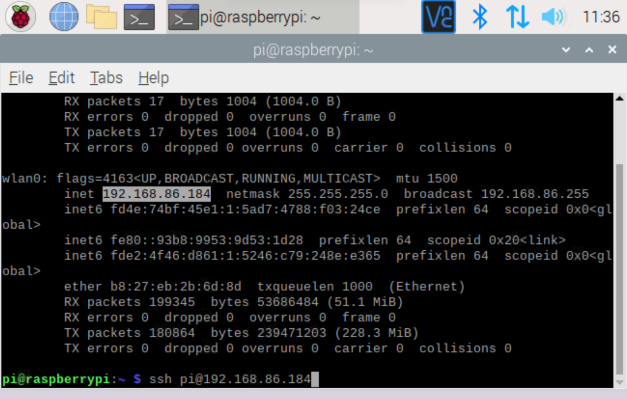 pi@raspberrypi: ~
11:36
pi@raspberrypi: ~
File Edit Tabs Help
RX packets 17 bytes 1004 (1004.0 B)
RX errors 0 dropped 0 overruns 0 frame 0
TX packets 17 bytes 1004 (1004.0 B)
TX errors 0 dropped 0 overruns 0 carrier 0 collisions 0
wlan0: flags=4163<UP,BROADCAST,RUNNING,MULTICAST> mtu 1500
inet 192.168.86.184 netmask 255.255.255.0 broadcast 192.168.86.255
inet6 fd4e:74bf:45e1:1:5ad7:4788:f03:24ce prefixlen 64 scopeid 0x0<gl
obal>
inet6 fe80::93b8:9953:9d53:1d28 prefixlen 64 scopeid 0x20<link>
inet6 fde2:4f46:d861:1:5246:c79:248e:e365 prefixlen 64 scopeid 0x0<gl
obal>
ether b8:27:eb:2b:6d:8d txqueuelen 1000 (Ethernet)
RX packets 199345 bytes 53686484 (51.1 MiB)
RX errors 0 dropped 0 overruns 0 frame 0
TX packets 180864 bytes 239471203 (228.3 MiB)
TX errors 0 dropped 0 overruns 0 carrier 0 collisions 0
pi@raspberrypi:~ $ ssh pi@192.168.86.184